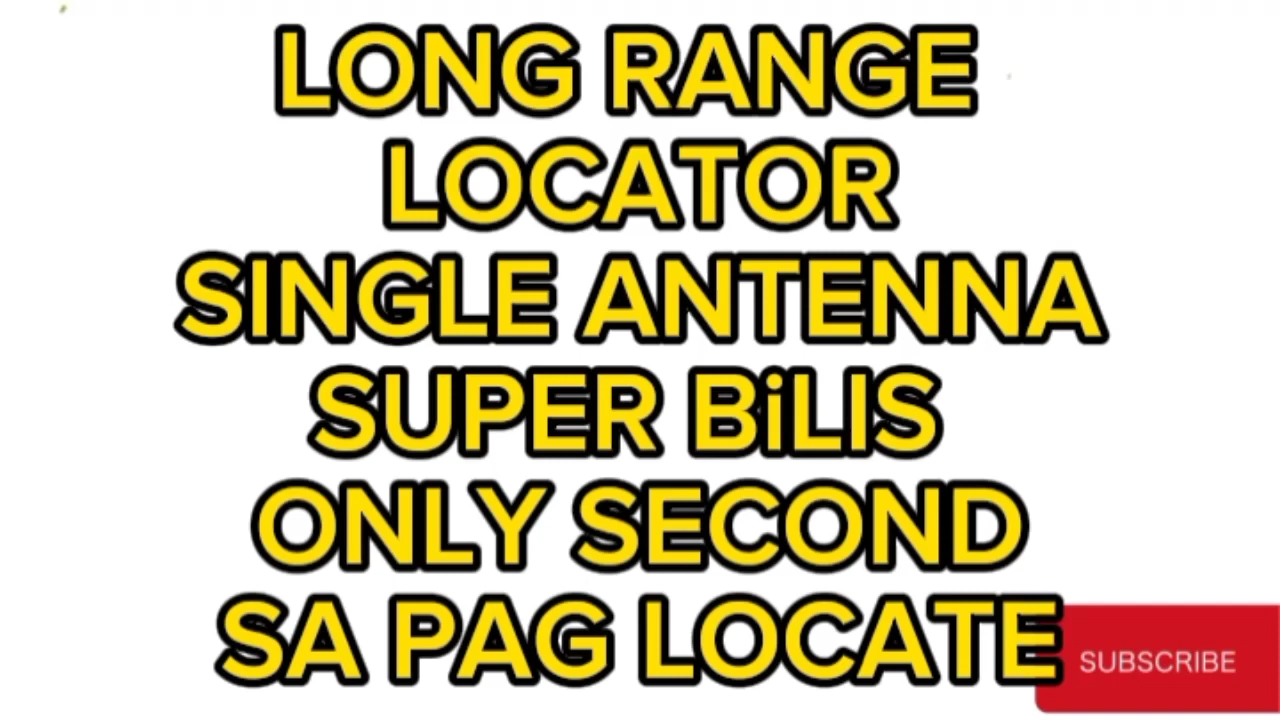 LONG RANGE
LOCATOR
SINGLE ANTENNA
SUPER BiLIS
ONLY SECOND
SA PAG LOCATE
SUBSCRIBE